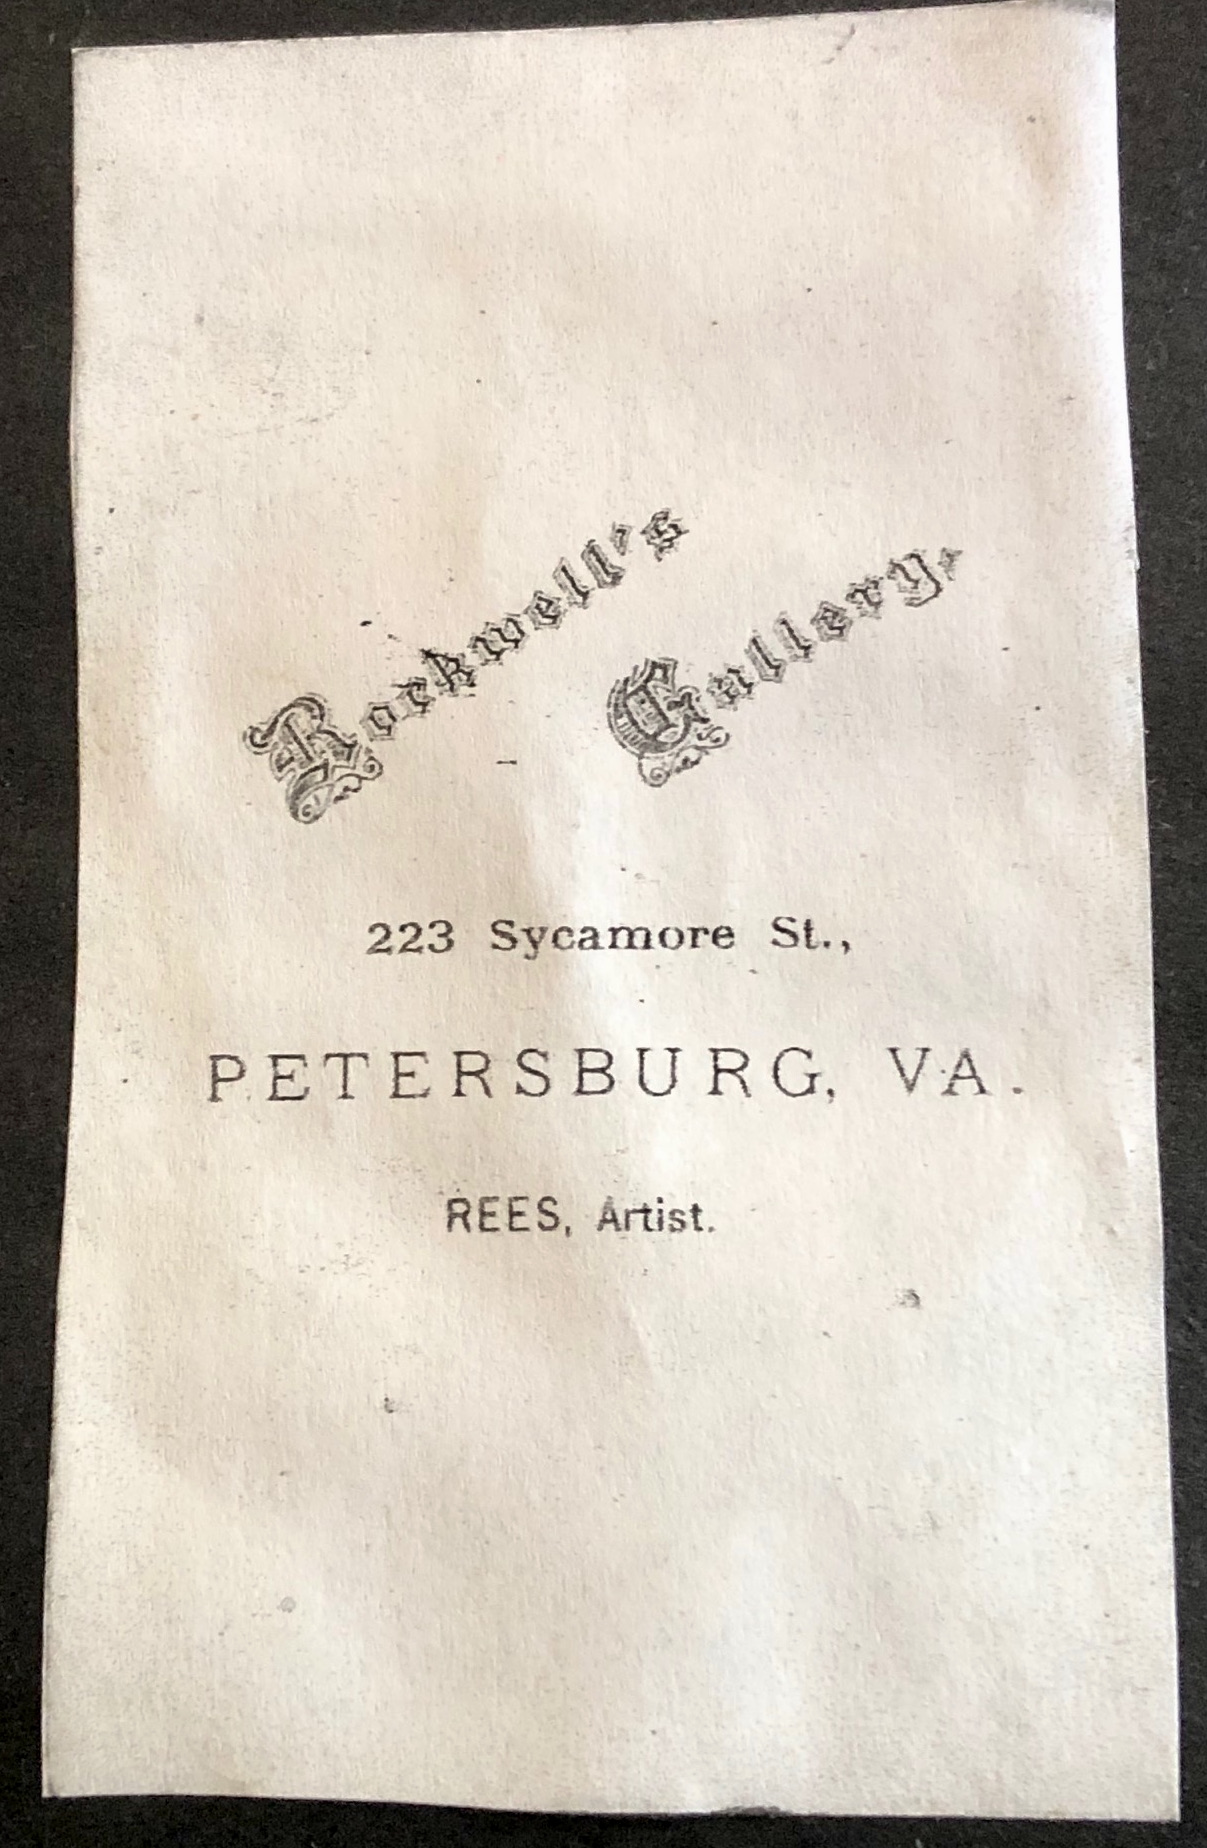 Rockwell's
Gallery,
223 Sycamore St.,
PETERSBURG, VA.
REES, Artist.